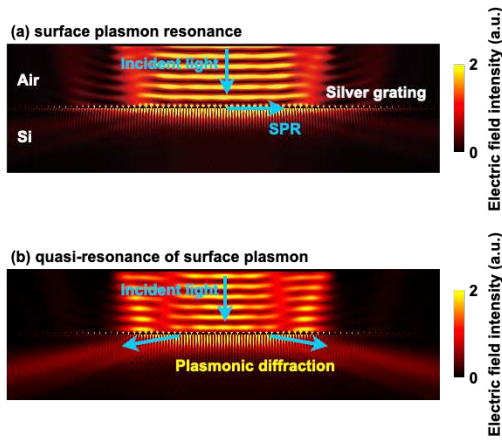 (a) surface plasmon resonance
Incident light
Air
Silver grating
SPR
Si
2
0
Electric field intensity (a.u.)
(b) quasi-resonance of surface plasmon
Incident light
Plasmonic diffraction
2
0
Electric field intensity (a.u.)